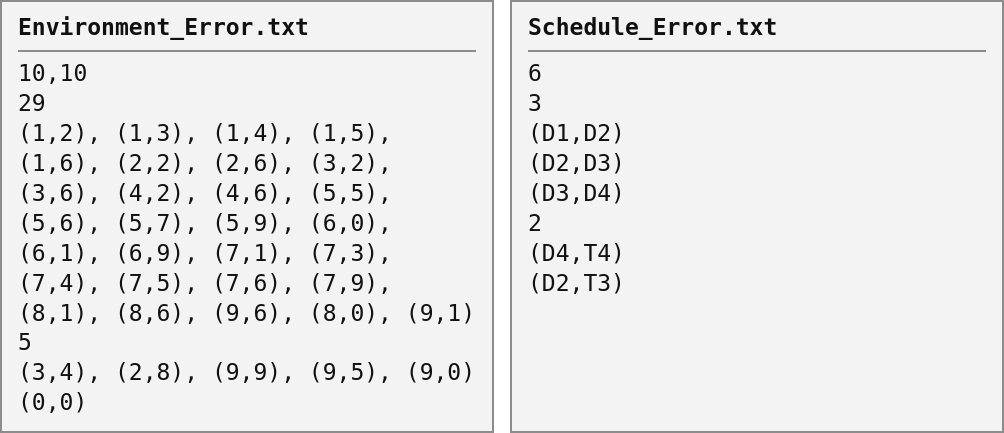 Environment_Error.txt
10,10
29
(1,2), (1,3), (1,4), (1,5),
(1,6), (2,2), (2,6), (3,2),
(3,6), (4,2), (4,6), (5,5),
(5,6), (5,7), (5,9), (6,0),
(6,1), (6,9), (7,1), (7,3),
(7,4), (7,5), (7,6), (7,9),
(8,1), (8,6), (9,6), (8,0), (9,1)
5
(3,4), (2,8), (9,9), (9,5), (9,0)
(0,0)
Schedule_Error.txt
6
3
(D1,D2)
(D2,D3)
(D3,D4)
2
(D4,T4)
(D2,T3)